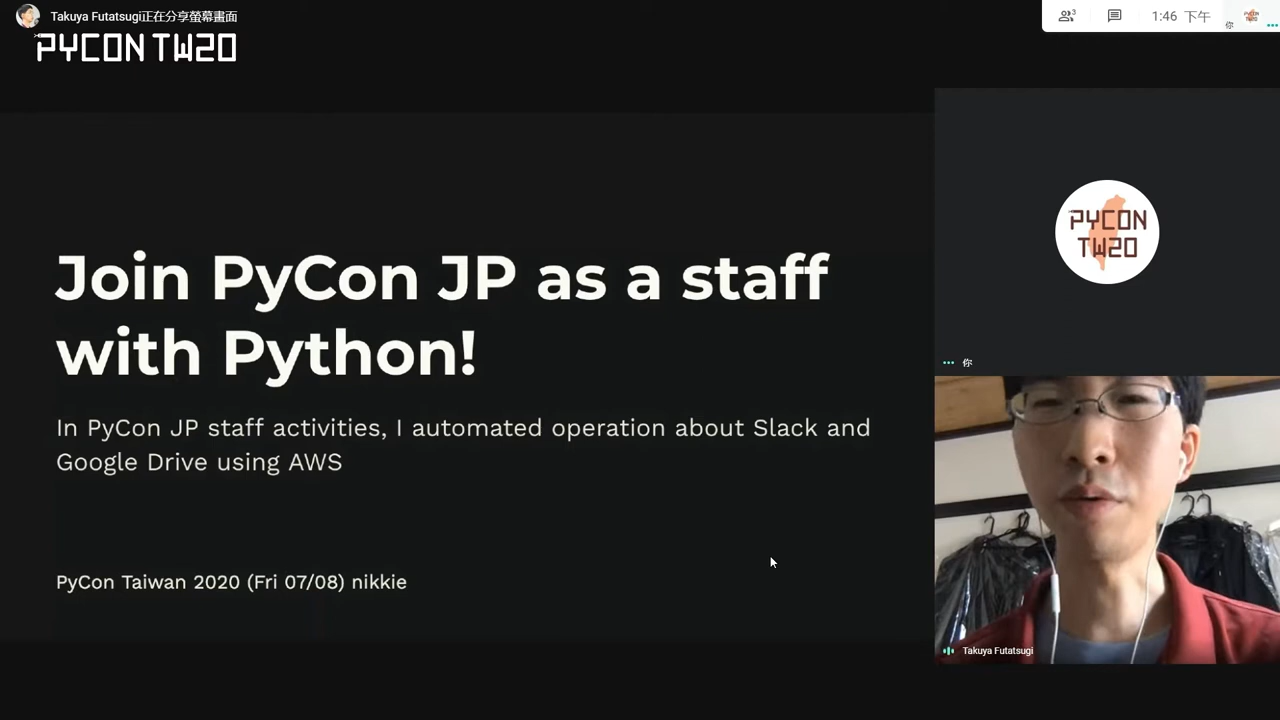 Takuya Futatsugi正在分享螢幕畫面
PYCON TW20
3
1:46 下午
你
Join PyCon JP as a staff
with Python!
In PyCon JP staff activities, I automated operation about Slack and
Google Drive using AWS
PyCon Taiwan 2020 (Fri 07/08) nikkie
PYCON
TW20
你
Takuya Futatsugi